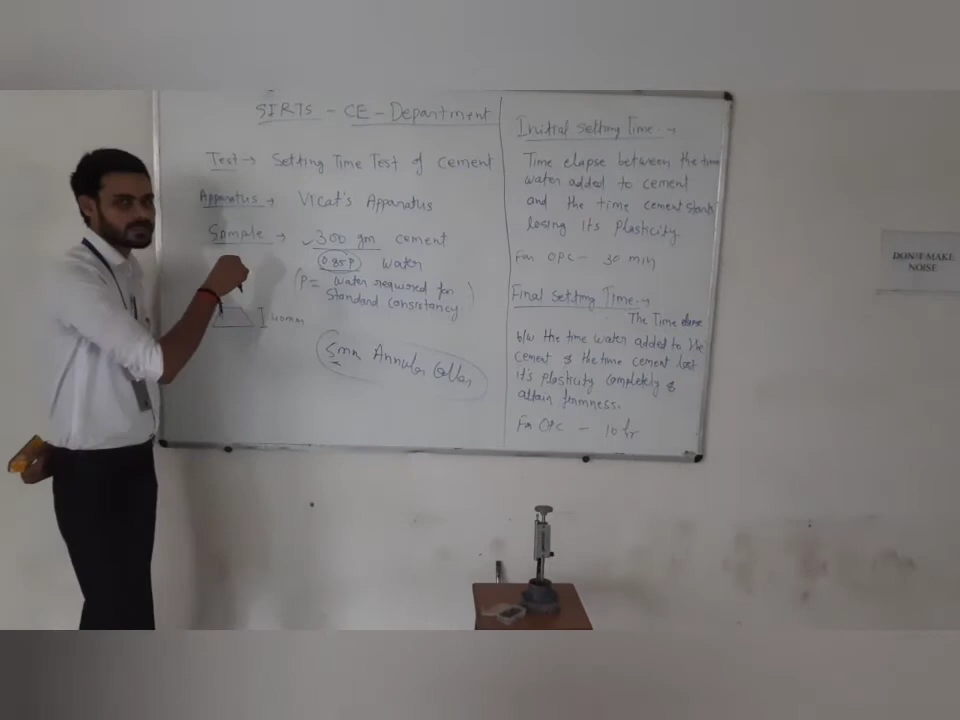 SIRTS - CE - Department
Test → Setting Time Test of cement
Apparatus → Vicat's Apparatus
Sample → ✓300 gm cement
0.85P water
(P = water required for
Standard Consistancy)
40mm
5mm Annular Collar
Initial Setting Time :→
Time elapse between the time
water added to cement
and the time cement starts
losing it's plasticity
For OPC - 30 min
Final Setting Time :→
The Time elapse
b/w the time water added to the
cement & the time cement lost
it's plasticity completely &
attain firmness.
For OPC - 10 hr
DON'T MAKE
NOISE